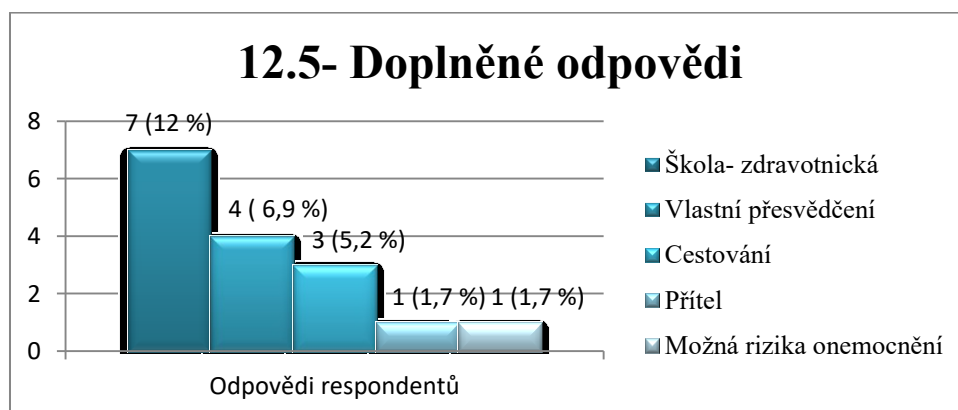 12.5- Doplněné odpovědi
8
6
4
2
0
7 (12 %)
4 ( 6,9 %)
3 (5,2 %)
1 (1,7 %)
1 (1,7 %)
Odpovědi respondentů
Škola- zdravotnická
Vlastní přesvědčení
Cestování
Přítel
Možná rizika onemocnění